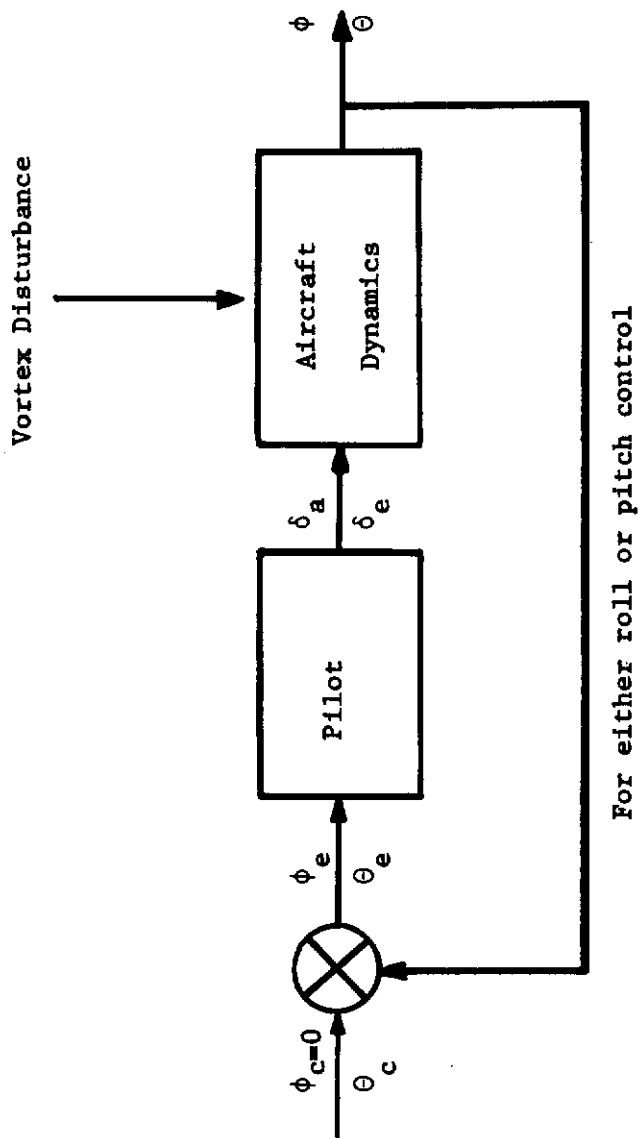 Vortex Disturbance
ϕc=0
Θc
ϕe
Θe
Pilot
δa
δe
Aircraft
Dynamics
ϕ
Θ
For either roll or pitch control